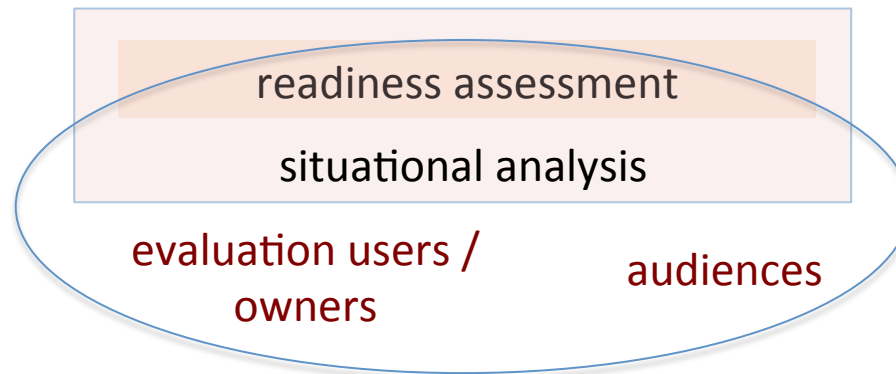 readiness assessment
situational analysis
evaluation users /
owners
audiences